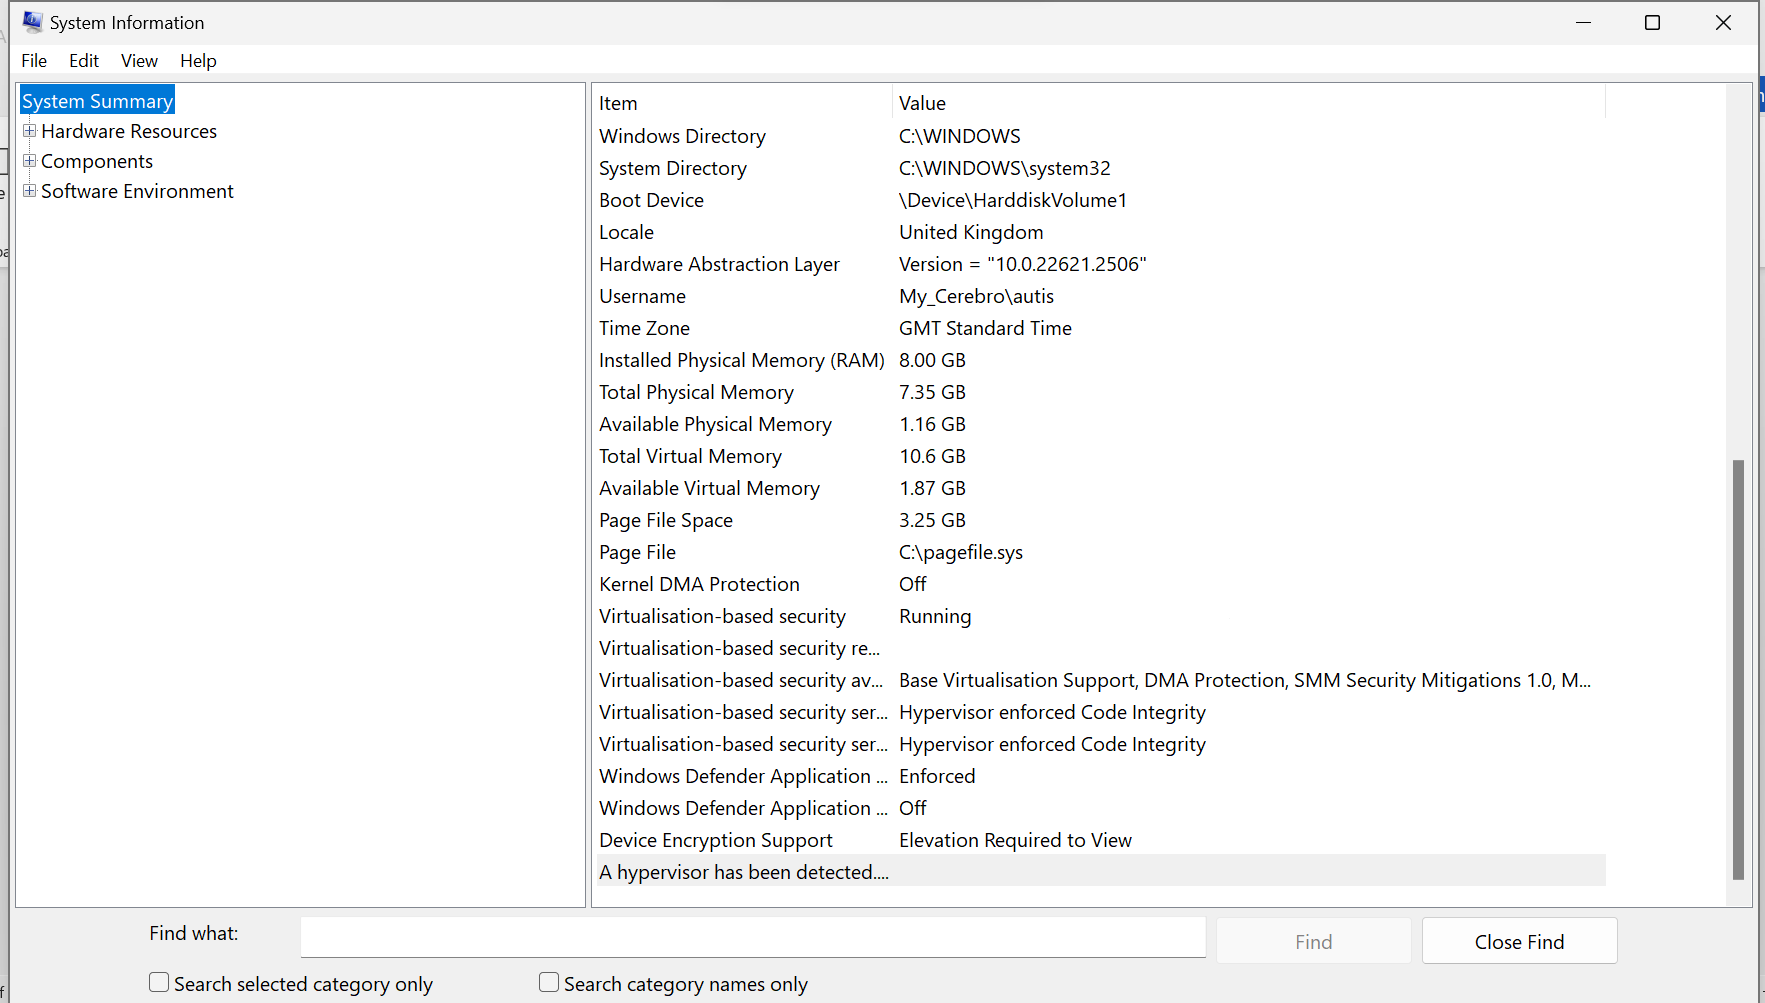 System Information
File Edit View Help
System Summary
Hardware Resources
Components
Software Environment
Item Value
Windows Directory C:\WINDOWS
System Directory C:\WINDOWS\system32
Boot Device \Device\HarddiskVolume1
Locale United Kingdom
Hardware Abstraction Layer Version = "10.0.22621.2506"
Username My_Cerebro\autis
Time Zone GMT Standard Time
Installed Physical Memory (RAM) 8.00 GB
Total Physical Memory 7.35 GB
Available Physical Memory 1.16 GB
Total Virtual Memory 10.6 GB
Available Virtual Memory 1.87 GB
Page File Space 3.25 GB
Page File C:\pagefile.sys
Kernel DMA Protection Off
Virtualisation-based security Running
Virtualisation-based security re...
Virtualisation-based security av... Base Virtualisation Support, DMA Protection, SMM Security Mitigations 1.0, M...
Virtualisation-based security ser... Hypervisor enforced Code Integrity
Virtualisation-based security ser... Hypervisor enforced Code Integrity
Windows Defender Application ... Enforced
Windows Defender Application ... Off
Device Encryption Support Elevation Required to View
A hypervisor has been detected....
Find what: Find Close Find
Search selected category only Search category names only